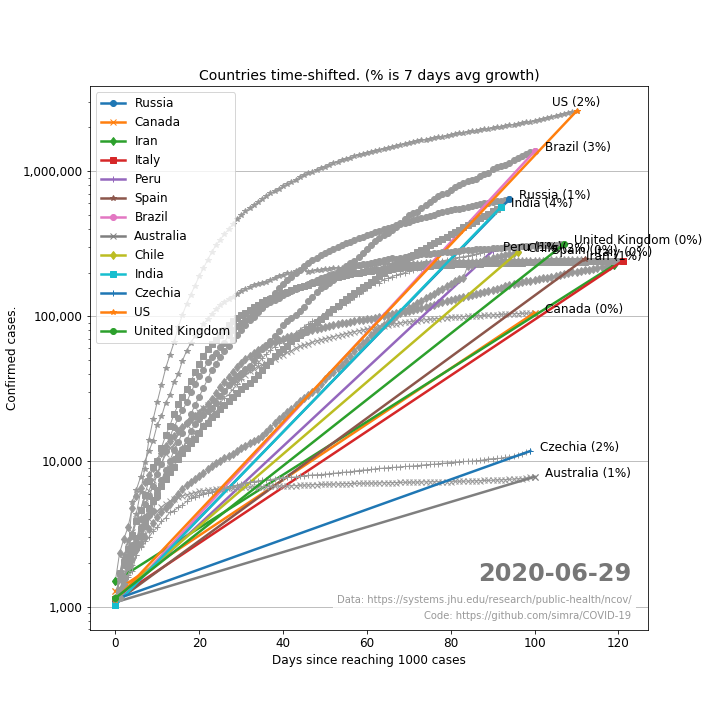 Countries time-shifted. (% is 7 days avg growth)
Russia
Canada
Iran
Italy
Peru
Spain
Brazil
Australia
Chile
India
Czechia
US
United Kingdom
US (2%)
Brazil (3%)
Russia (1%)
India (4%)
United Kingdom (0%)
Canada (0%)
Czechia (2%)
Australia (1%)
1,000,000
100,000
10,000
1,000
Confirmed cases.
2020-06-29
Data: https://systems.jhu.edu/research/public-health/ncov/
Code: https://github.com/simra/COVID-19
0
20
40
60
80
100
120
Days since reaching 1000 cases